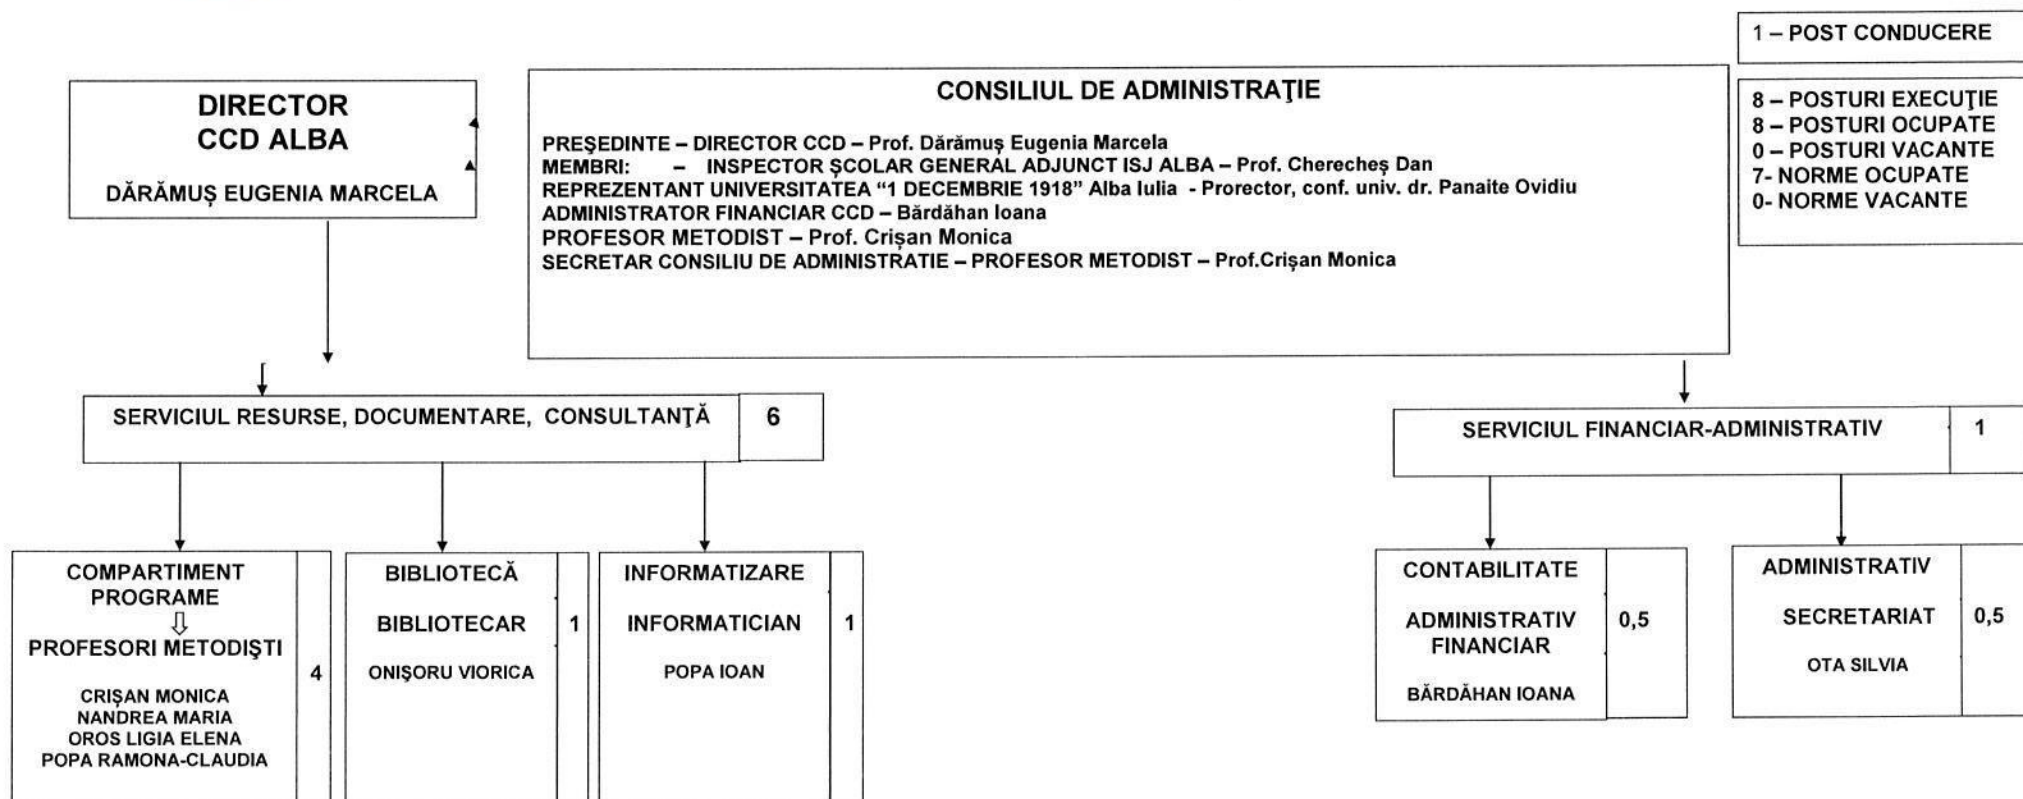 1 – POST CONDUCERE
DIRECTOR
CCD ALBA
DĂRĂMUŞ EUGENIA MARCELA
CONSILIUL DE ADMINISTRAŢIE
PREŞEDINTE – DIRECTOR CCD – Prof. Dărămuș Eugenia Marcela
MEMBRI: – INSPECTOR ŞCOLAR GENERAL ADJUNCT ISJ ALBA – Prof. Cherecheș Dan
REPREZENTANT UNIVERSITATEA “1 DECEMBRIE 1918” Alba Iulia - Prorector, conf. univ. dr. Panaite Ovidiu
ADMINISTRATOR FINANCIAR CCD – Bărdăhan Ioana
PROFESOR METODIST – Prof. Crișan Monica
SECRETAR CONSILIU DE ADMINISTRATIE – PROFESOR METODIST – Prof.Crișan Monica
8 – POSTURI EXECUŢIE
8 – POSTURI OCUPATE
0 – POSTURI VACANTE
7- NORME OCUPATE
0- NORME VACANTE
SERVICIUL RESURSE, DOCUMENTARE, CONSULTANŢĂ 6
SERVICIUL FINANCIAR-ADMINISTRATIV 1
COMPARTIMENT
PROGRAME
PROFESORI METODIŞTI
4
CRIŞAN MONICA
NANDREA MARIA
OROS LIGIA ELENA
POPA RAMONA-CLAUDIA
BIBLIOTECĂ
BIBLIOTECAR 1
ONIŞORU VIORICA
INFORMATIZARE
INFORMATICIAN 1
POPA IOAN
CONTABILITATE
ADMINISTRATIV 0,5
FINANCIAR
BĂRDĂHAN IOANA
ADMINISTRATIV
SECRETARIAT 0,5
OTA SILVIA